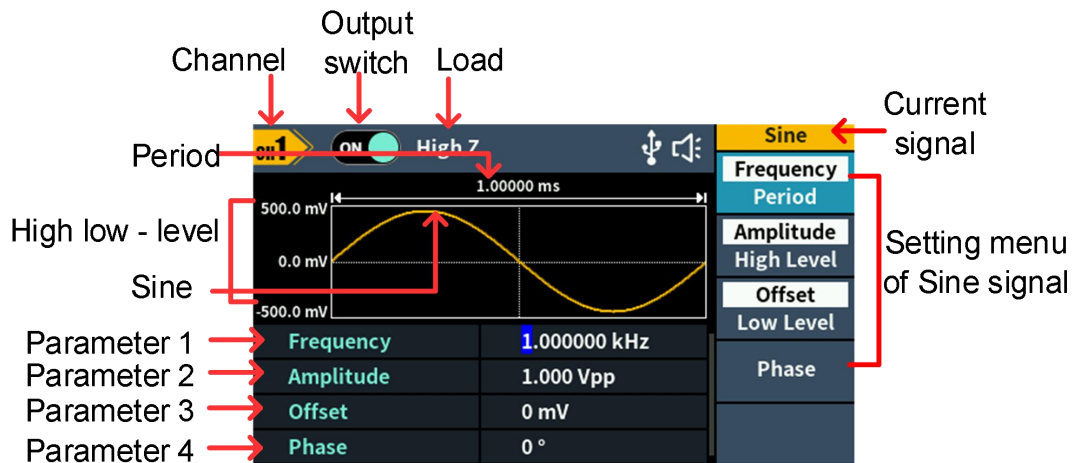 Output
Channel switch Load
Current
signal
CH1 ON High Z Sine
Period
1.00000 ms
Frequency
Period
500.0 mV
High low - level
Amplitude
High Level
Setting menu
of Sine signal
0.0 mV
Sine
Offset
Low Level
-500.0 mV
Parameter 1 Frequency 1.000000 kHz
Parameter 2 Amplitude 1.000 Vpp
Phase
Parameter 3 Offset 0 mV
Parameter 4 Phase 0 °